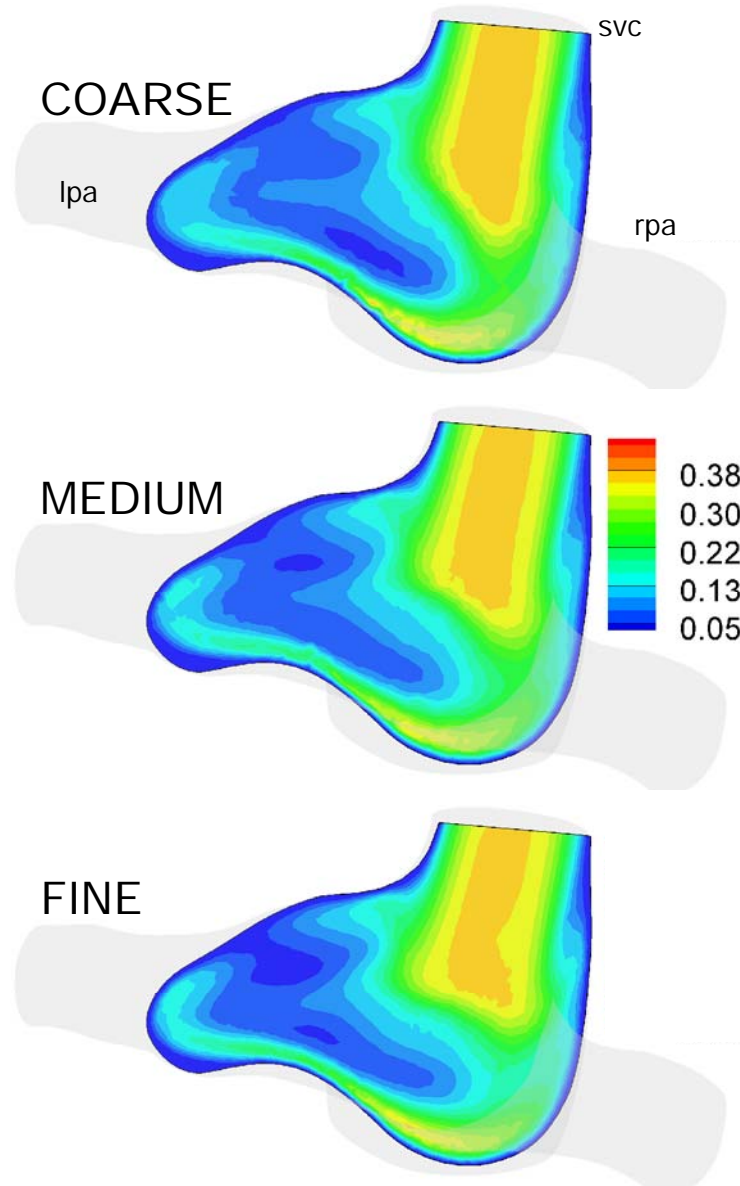 svc
COARSE
lpa
rpa
MEDIUM
0.38
0.30
0.22
0.13
0.05
FINE